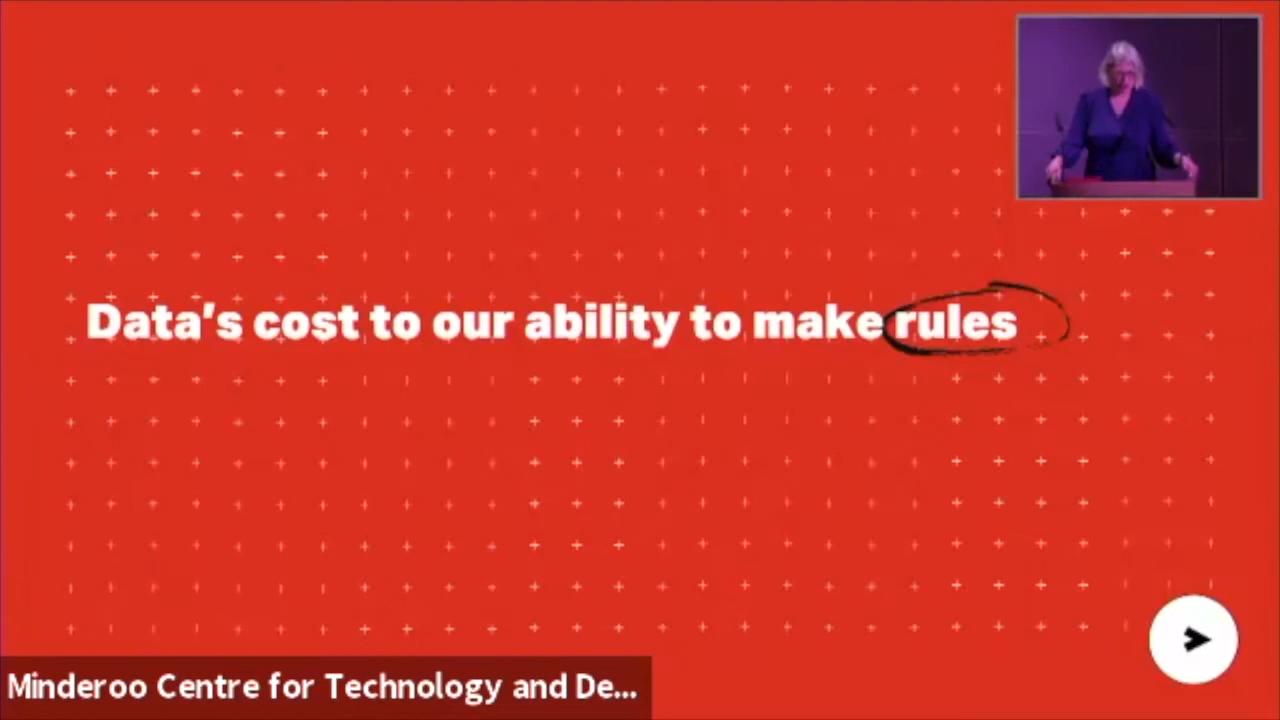 Data's cost to our ability to make rules
Minderoo Centre for Technology and De...